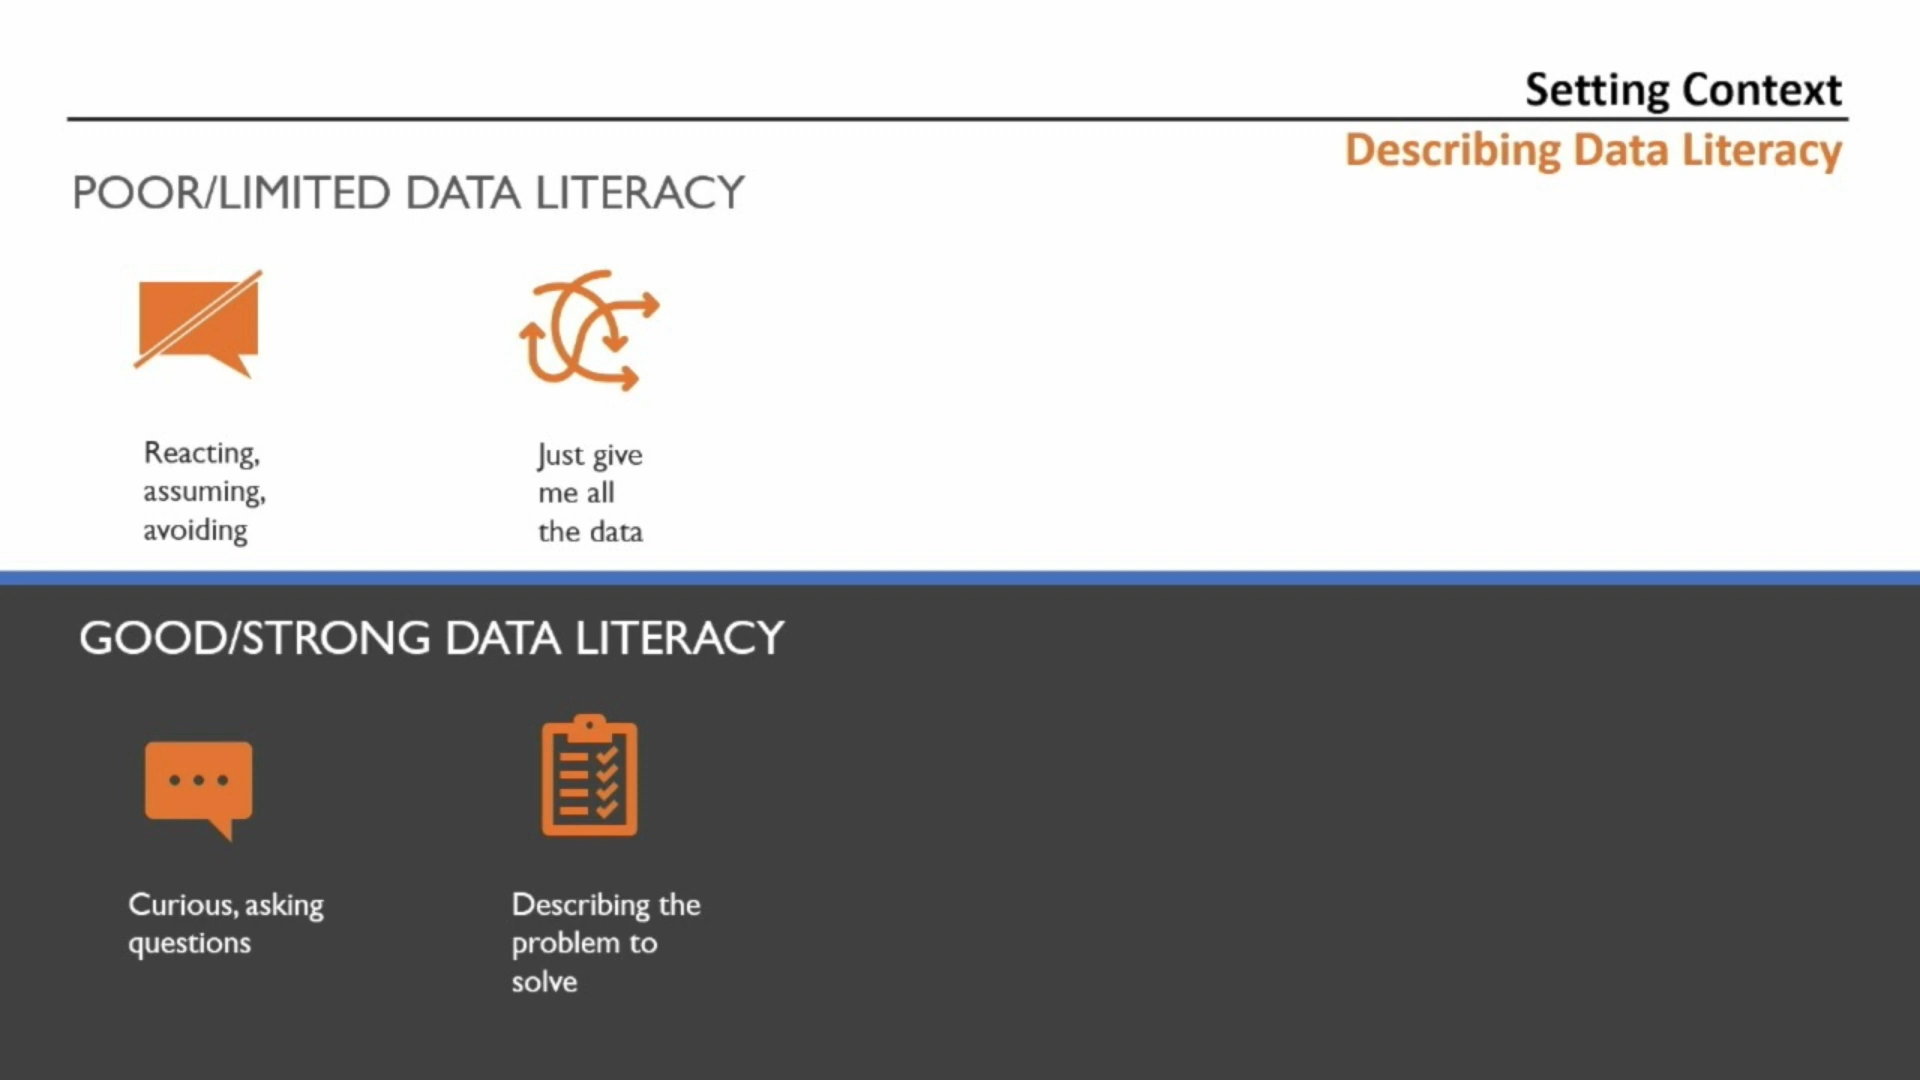 Setting Context
Describing Data Literacy
POOR/LIMITED DATA LITERACY
Reacting,
assuming,
avoiding
Just give
me all
the data
GOOD/STRONG DATA LITERACY
Curious, asking
questions
Describing the
problem to
solve